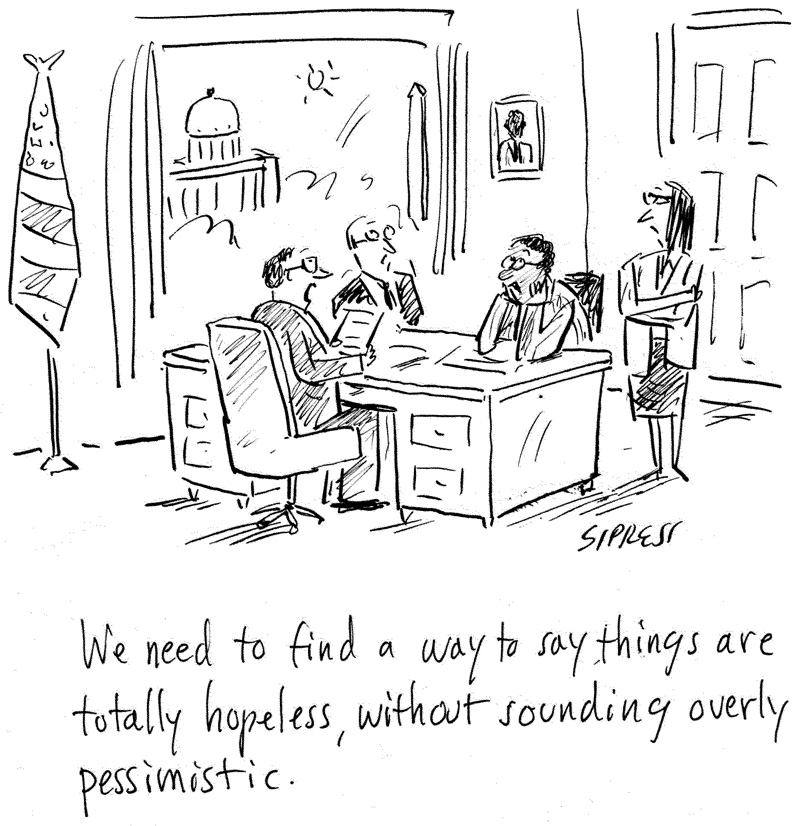 SIPRESS
We need to find a way to say things are
totally hopeless, without sounding overly
pessimistic.